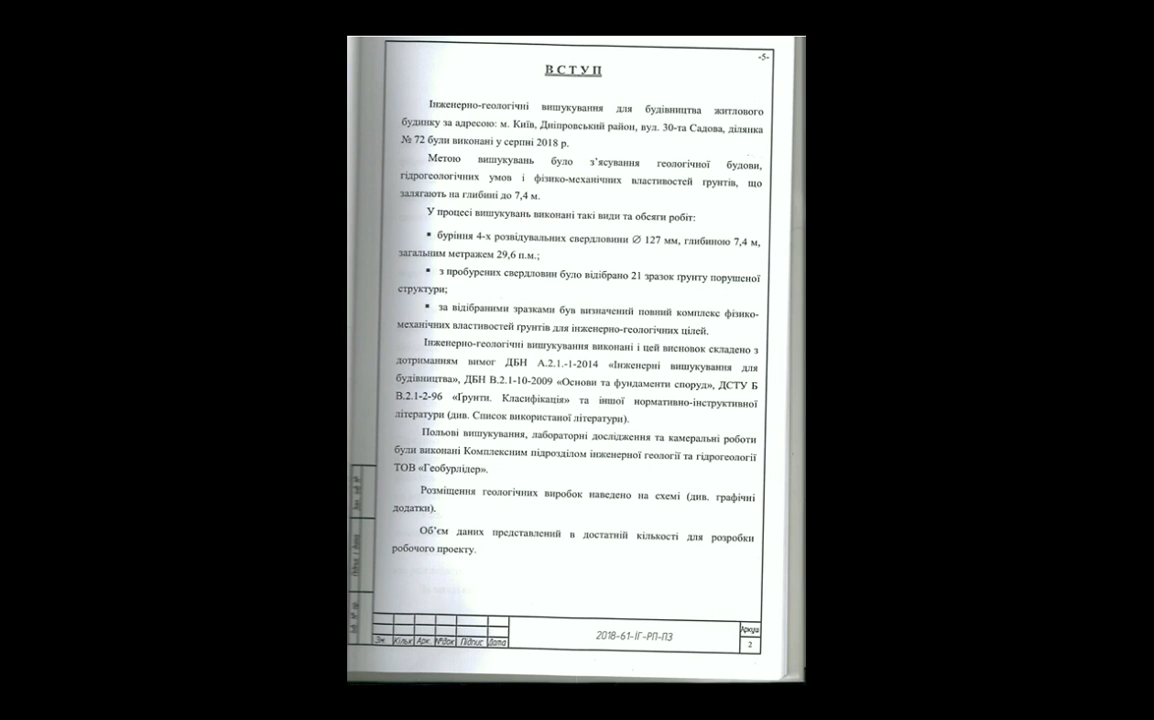 -5-
ВСТУП
Інженерно-геологічні вишукування для будівництва житлового
будинку за адресою: м. Київ, Дніпровський район, вул. 30-та Садова, ділянка
№ 72 були виконані у серпні 2018 р.
Метою вишукувань було з’ясування геологічної будови,
гідрогеологічних умов і фізико-механічних властивостей ґрунтів, що
залягають на глибині до 7,4 м.
У процесі вишукувань виконані такі види та обсяги робіт:
▪ буріння 4-х розвідувальних свердловини ∅ 127 мм, глибиною 7,4 м,
загальним метражем 29,6 п.м.;
▪ з пробурених свердловин було відібрано 21 зразок ґрунту порушеної
структури;
▪ за відібраними зразками був визначений повний комплекс фізико-
механічних властивостей ґрунтів для інженерно-геологічних цілей.
Інженерно-геологічні вишукування виконані і цей висновок складено з
дотриманням вимог ДБН А.2.1.-1-2014 «Інженерні вишукування для
будівництва», ДБН В.2.1-10-2009 «Основи та фундаменти споруд», ДСТУ Б
В.2.1-2-96 «Ґрунти. Класифікація» та іншої нормативно-інструктивної
літератури (див. Список використаної літератури).
Польові вишукування, лабораторні дослідження та камеральні роботи
були виконані Комплексним підрозділом інженерної геології та гідрогеології
ТОВ «Геобурлідер».
Розміщення геологічних виробок наведено на схемі (див. графічні
додатки).
Об’єм даних представлений в достатній кількості для розробки
робочого проекту.
Зм. Кільк Арк. №док Підпис Дата
2018-61-ІГ-РП-ПЗ
Аркуш
2